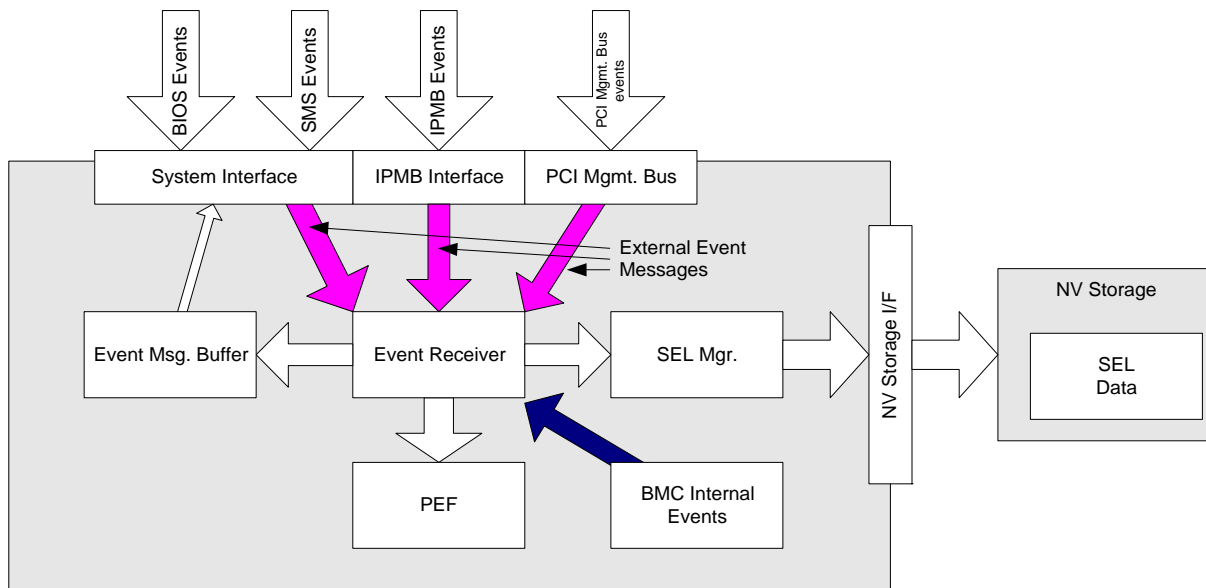 BIOS Events
SMS Events
IPMB Events
PCI Mgmt. Bus
events
System Interface
IPMB Interface
PCI Mgmt. Bus
External Event
Messages
NV Storage I/F
NV Storage
SEL
Data
Event Msg. Buffer
Event Receiver
SEL Mgr.
PEF
BMC Internal
Events